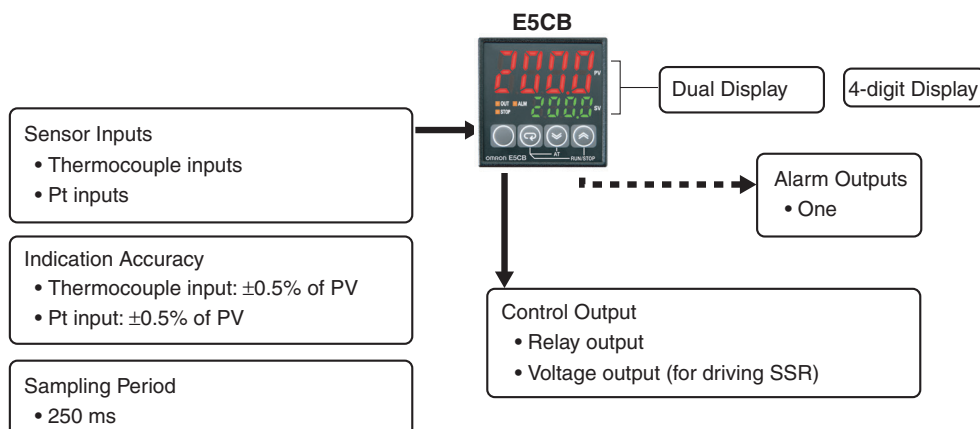 E5CB
200.0
PV
OUT ALM
STOP
200.0
SV
AT
omron E5CB
RUN/STOP
Dual Display
4-digit Display
Sensor Inputs
• Thermocouple inputs
• Pt inputs
Alarm Outputs
• One
Indication Accuracy
• Thermocouple input: ±0.5% of PV
• Pt input: ±0.5% of PV
Control Output
• Relay output
• Voltage output (for driving SSR)
Sampling Period
• 250 ms